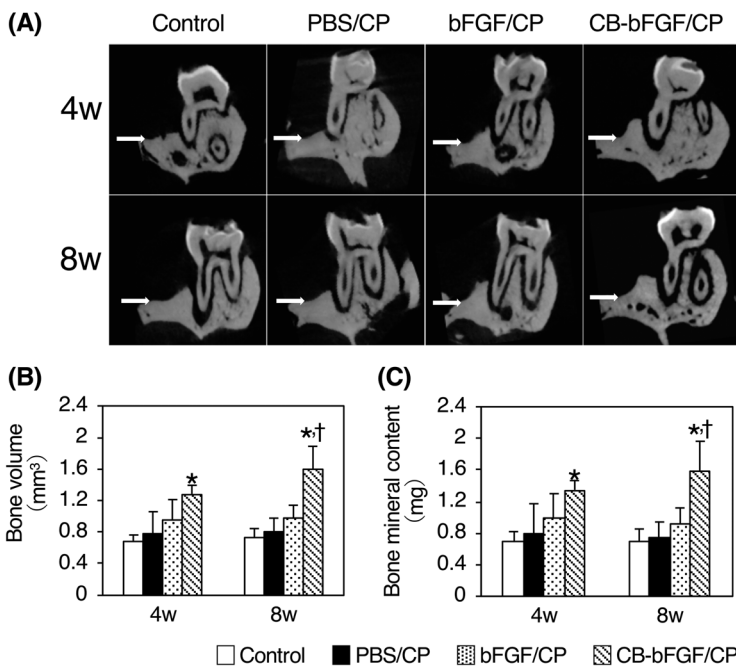 (A)
Control PBS/CP bFGF/CP CB-bFGF/CP
4w
8w
(B) (C)
Bone volume
(mm³)
2.4
2
1.6
1.2
0.8
0.4
0
*
*,†
4w 8w
Bone mineral content
(mg)
2.4
2
1.6
1.2
0.8
0.4
0
*
*,†
4w 8w
Control PBS/CP bFGF/CP CB-bFGF/CP